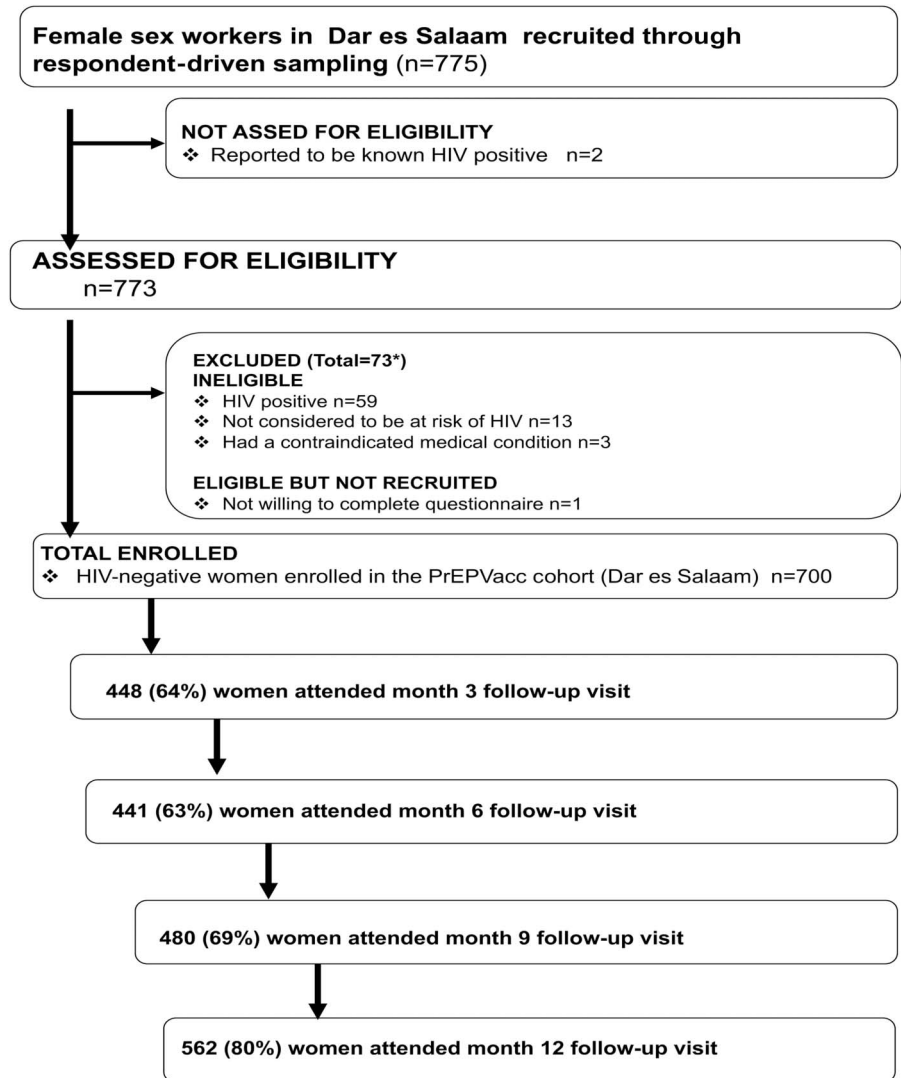 Female sex workers in Dar es Salaam recruited through
respondent-driven sampling (n=775)
NOT ASSED FOR ELIGIBILITY
❖ Reported to be known HIV positive n=2
ASSESSED FOR ELIGIBILITY
n=773
EXCLUDED (Total=73*)
INELIGIBLE
❖ HIV positive n=59
❖ Not considered to be at risk of HIV n=13
❖ Had a contraindicated medical condition n=3
ELIGIBLE BUT NOT RECRUITED
❖ Not willing to complete questionnaire n=1
TOTAL ENROLLED
❖ HIV-negative women enrolled in the PrEPVacc cohort (Dar es Salaam) n=700
448 (64%) women attended month 3 follow-up visit
441 (63%) women attended month 6 follow-up visit
480 (69%) women attended month 9 follow-up visit
562 (80%) women attended month 12 follow-up visit